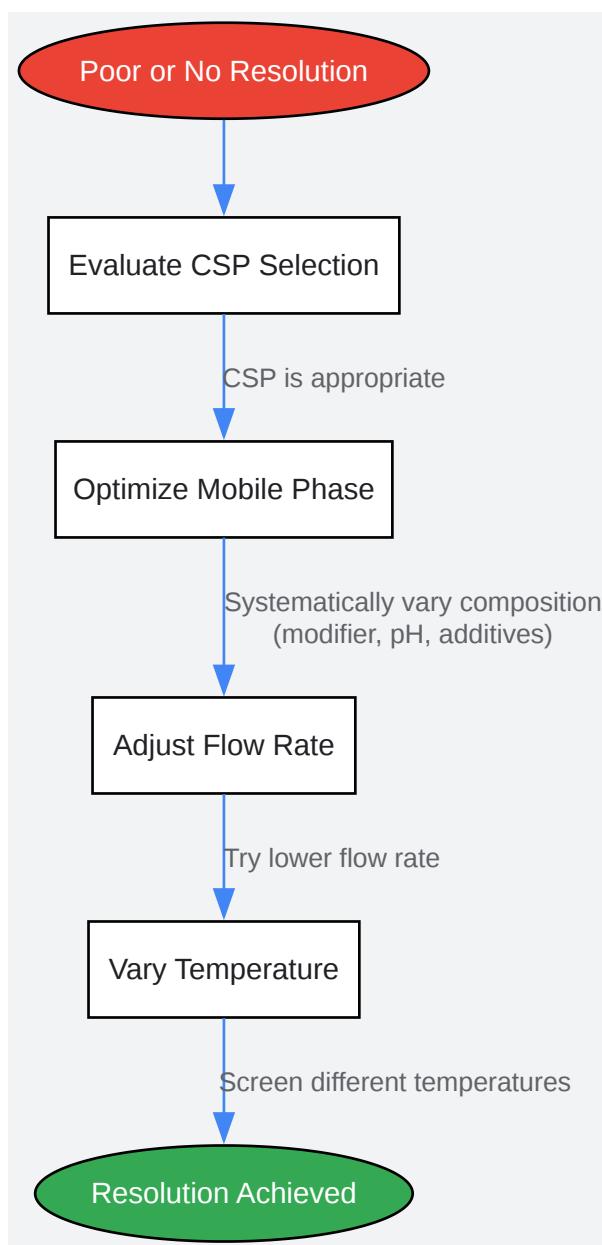 Poor or No Resolution
Evaluate CSP Selection
CSP is appropriate
Optimize Mobile Phase
Systematically vary composition
(modifier, pH, additives)
Adjust Flow Rate
Try lower flow rate
Vary Temperature
Screen different temperatures
Resolution Achieved